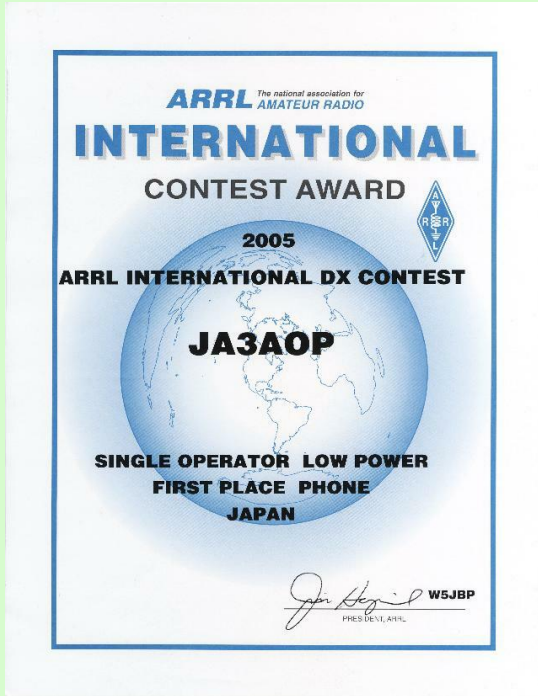 ARRL The national association for
AMATEUR RADIO
INTERNATIONAL
CONTEST AWARD
A
R R
L
2005
ARRL INTERNATIONAL DX CONTEST
JA3AOP
SINGLE OPERATOR LOW POWER
FIRST PLACE PHONE
JAPAN
W5JBP
PRESIDENT, ARRL